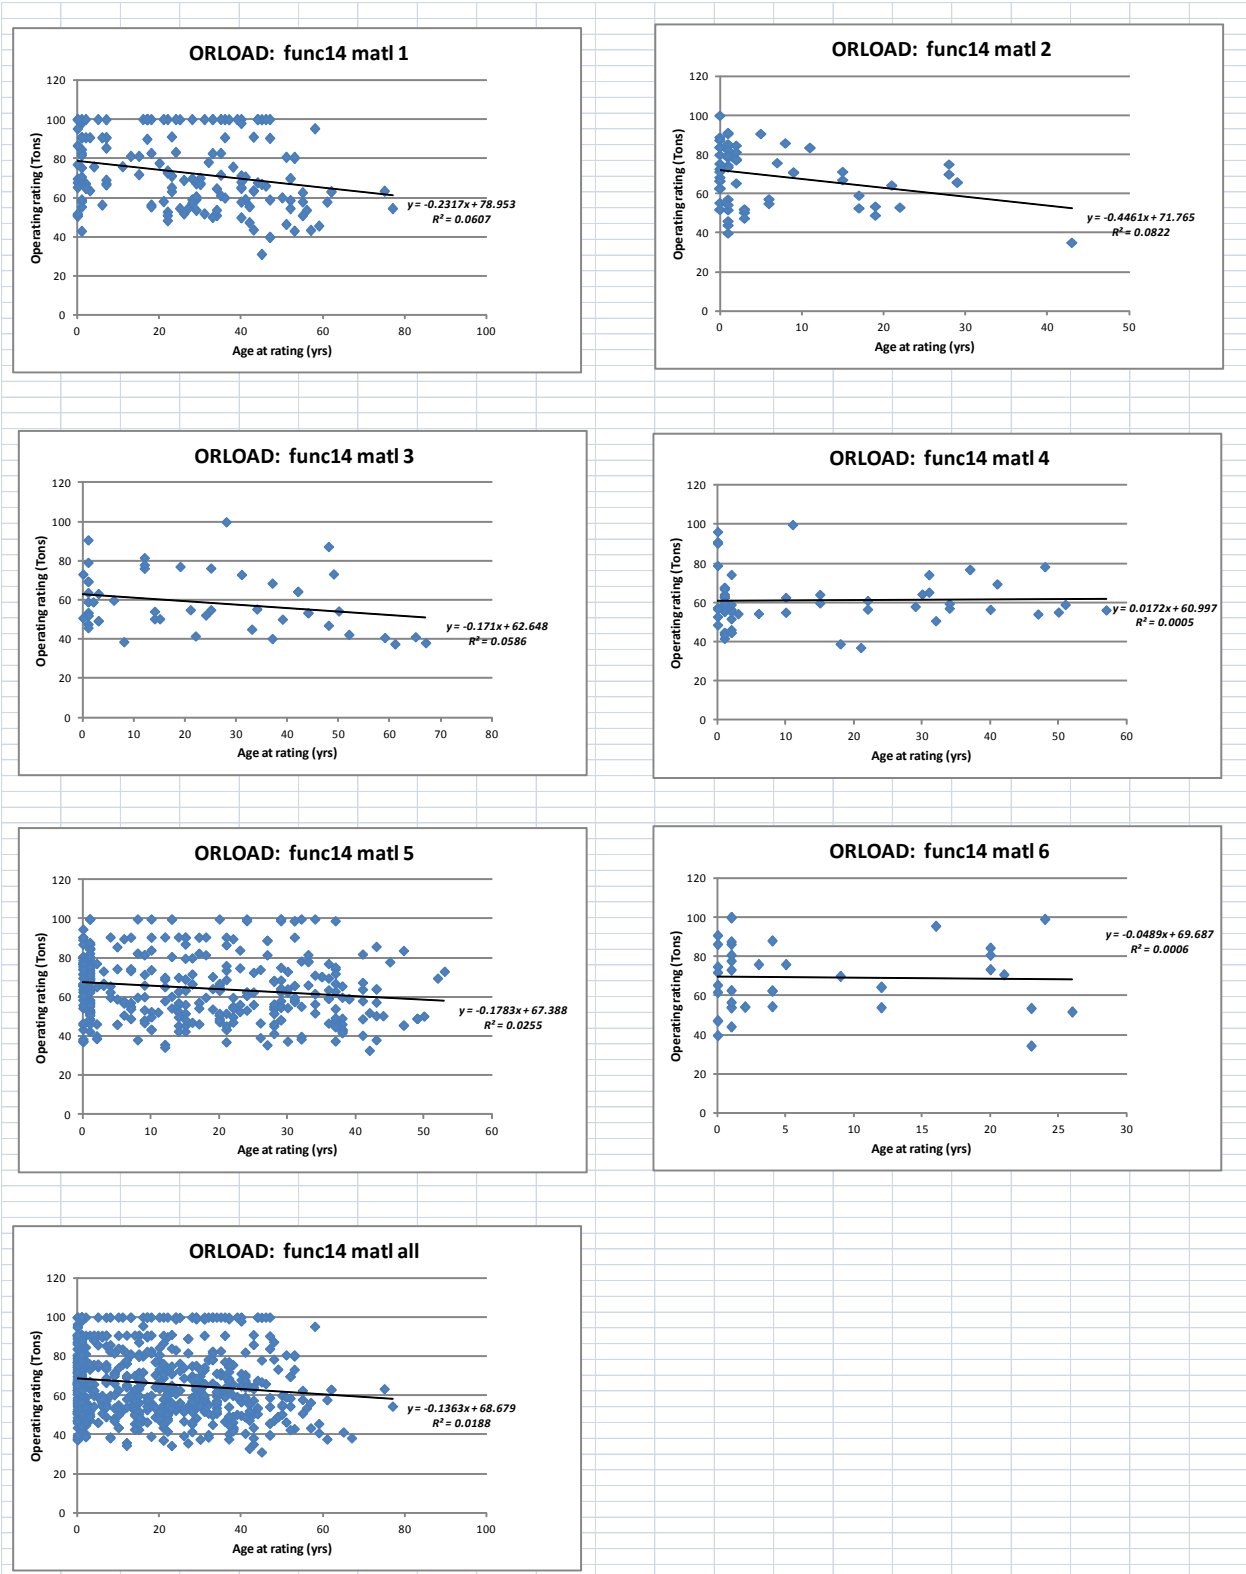 ORLOAD: func14 matl 1
120
100
80
60
40
20
0
Operating rating (Tons)
y = -0.2317x + 78.953
R² = 0.0607
0 20 40 60 80 100
Age at rating (yrs)
ORLOAD: func14 matl 2
120
100
80
60
40
20
0
Operating rating (Tons)
y = -0.4461x + 71.765
R² = 0.0822
0 10 20 30 40 50
Age at rating (yrs)
ORLOAD: func14 matl 3
120
100
80
60
40
20
0
Operating rating (Tons)
y = -0.171x + 62.648
R² = 0.0586
0 10 20 30 40 50 60 70 80
Age at rating (yrs)
ORLOAD: func14 matl 4
120
100
80
60
40
20
0
Operating rating (Tons)
y = 0.0172x + 60.997
R² = 0.0005
0 10 20 30 40 50 60
Age at rating (yrs)
ORLOAD: func14 matl 5
120
100
80
60
40
20
0
Operating rating (Tons)
y = -0.1783x + 67.388
R² = 0.0255
0 10 20 30 40 50 60
Age at rating (yrs)
ORLOAD: func14 matl 6
120
100
80
60
40
20
0
Operating rating (Tons)
y = -0.0489x + 69.687
R² = 0.0006
0 5 10 15 20 25 30
Age at rating (yrs)
ORLOAD: func14 matl all
120
100
80
60
40
20
0
Operating rating (Tons)
y = -0.1363x + 68.679
R² = 0.0188
0 20 40 60 80 100
Age at rating (yrs)